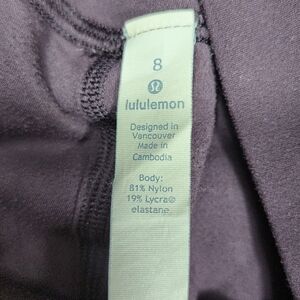 8
lululemon
Designed in
Vancouver
Made in
Cambodia
Body:
81% Nylon
19% Lycra®
elastane